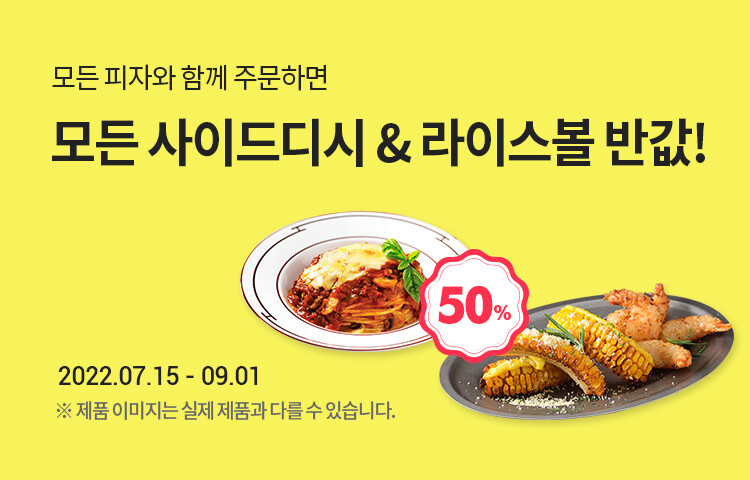 모든 피자와 함께 주문하면
모든 사이드디시 & 라이스볼 반값!
50%
2022.07.15 - 09.01
※ 제품 이미지는 실제 제품과 다를 수 있습니다.